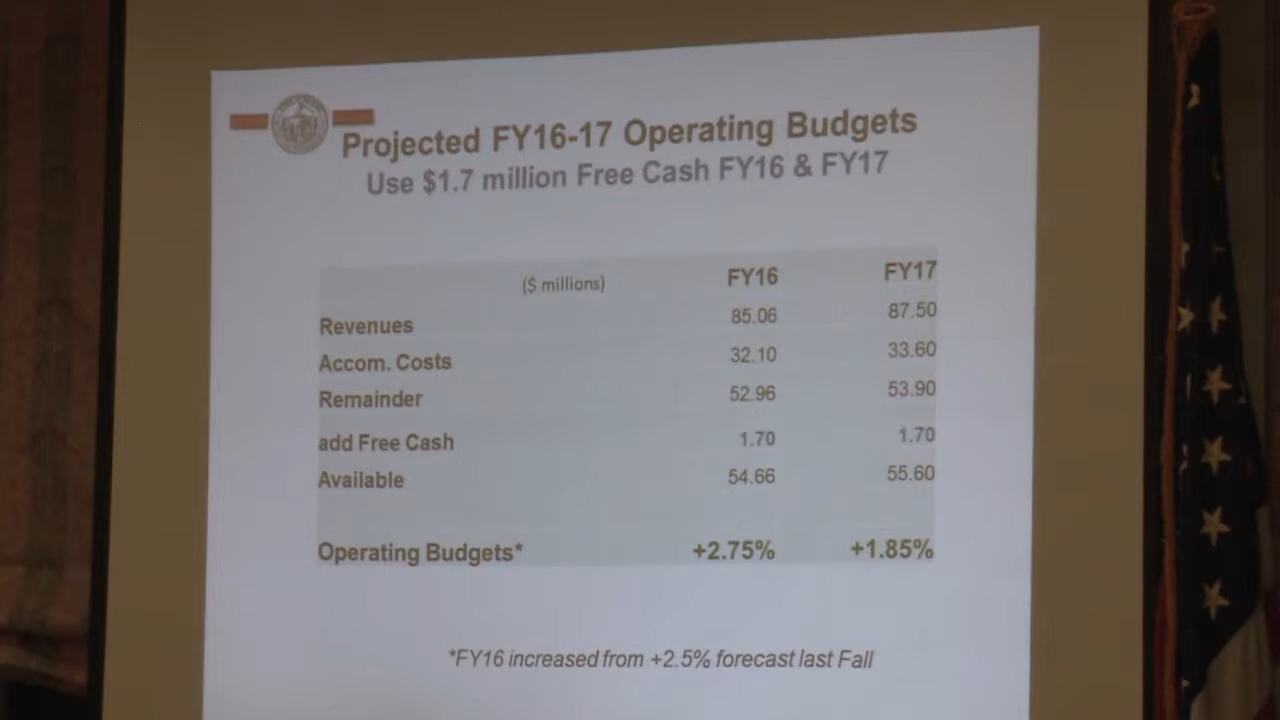 Projected FY16-17 Operating Budgets
Use $1.7 million Free Cash FY16 & FY17
($ millions) FY16 FY17
Revenues 85.06 87.50
Accom. Costs 32.10 33.60
Remainder 52.96 53.90
add Free Cash 1.70 1.70
Available 54.66 55.60
Operating Budgets* +2.75% +1.85%
*FY16 increased from +2.5% forecast last Fall